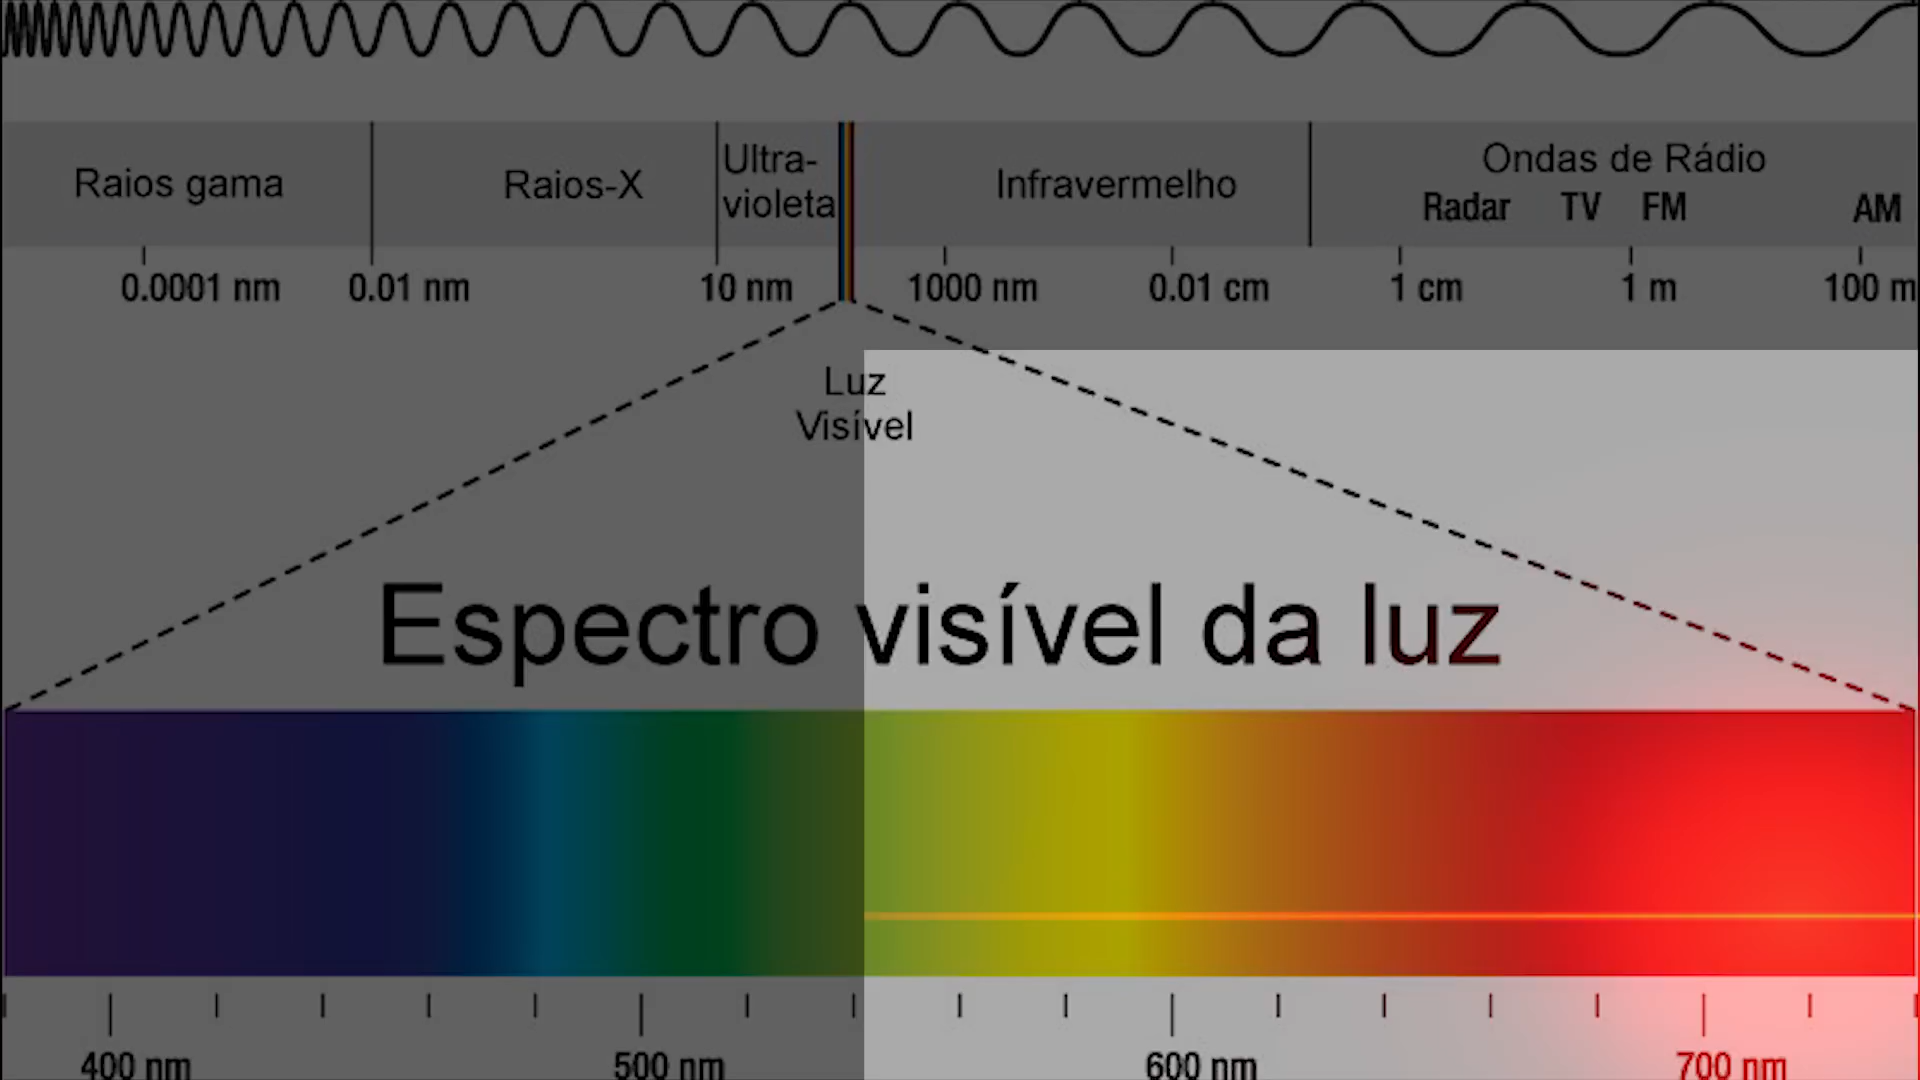 Raios gama
Raios-X
Ultra-
violeta
Infravermelho
Ondas de Rádio
Radar TV FM AM
0.0001 nm 0.01 nm 10 nm 1000 nm 0.01 cm 1 cm 1 m 100 m
Luz
Visível
Espectro visível da luz
400 nm 500 nm 600 nm 700 nm